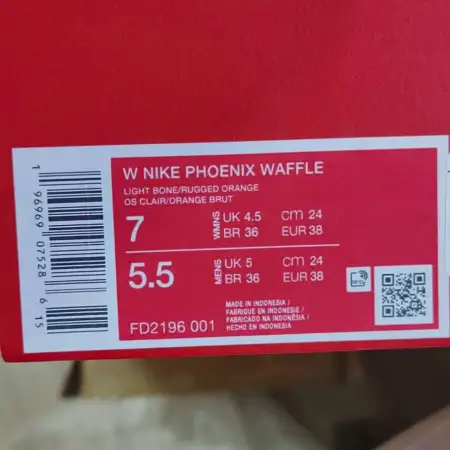 W NIKE PHOENIX WAFFLE
LIGHT BONE/RUGGED ORANGE
OS CLAIR/ORANGE BRUT
7 WMNS UK 4.5 cm 24
BR 36 EUR 38
5.5 MENS UK 5 cm 24
BR 36 EUR 38
FD2196 001
MADE IN INDONESIA/
FABRIQUE EN INDONESIE /
FABRICADO NA INDONÉSIA/
HECHO EN INDONESIA
1 96969 07528 6 15